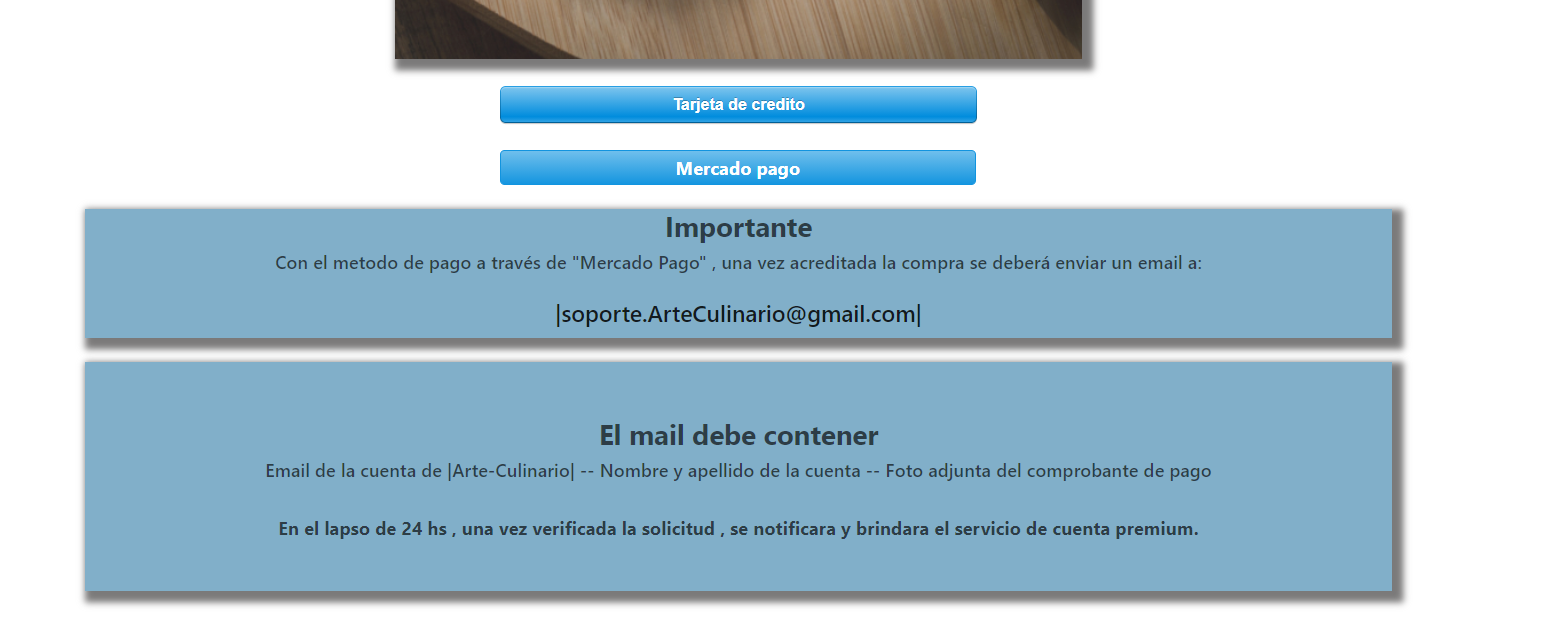 Tarjeta de credito
Mercado pago
Importante
Con el metodo de pago a través de "Mercado Pago" , una vez acreditada la compra se deberá enviar un email a:
|soporte.ArteCulinario@gmail.com|
El mail debe contener
Email de la cuenta de |Arte-Culinario| -- Nombre y apellido de la cuenta -- Foto adjunta del comprobante de pago
En el lapso de 24 hs , una vez verificada la solicitud , se notificara y brindara el servicio de cuenta premium.